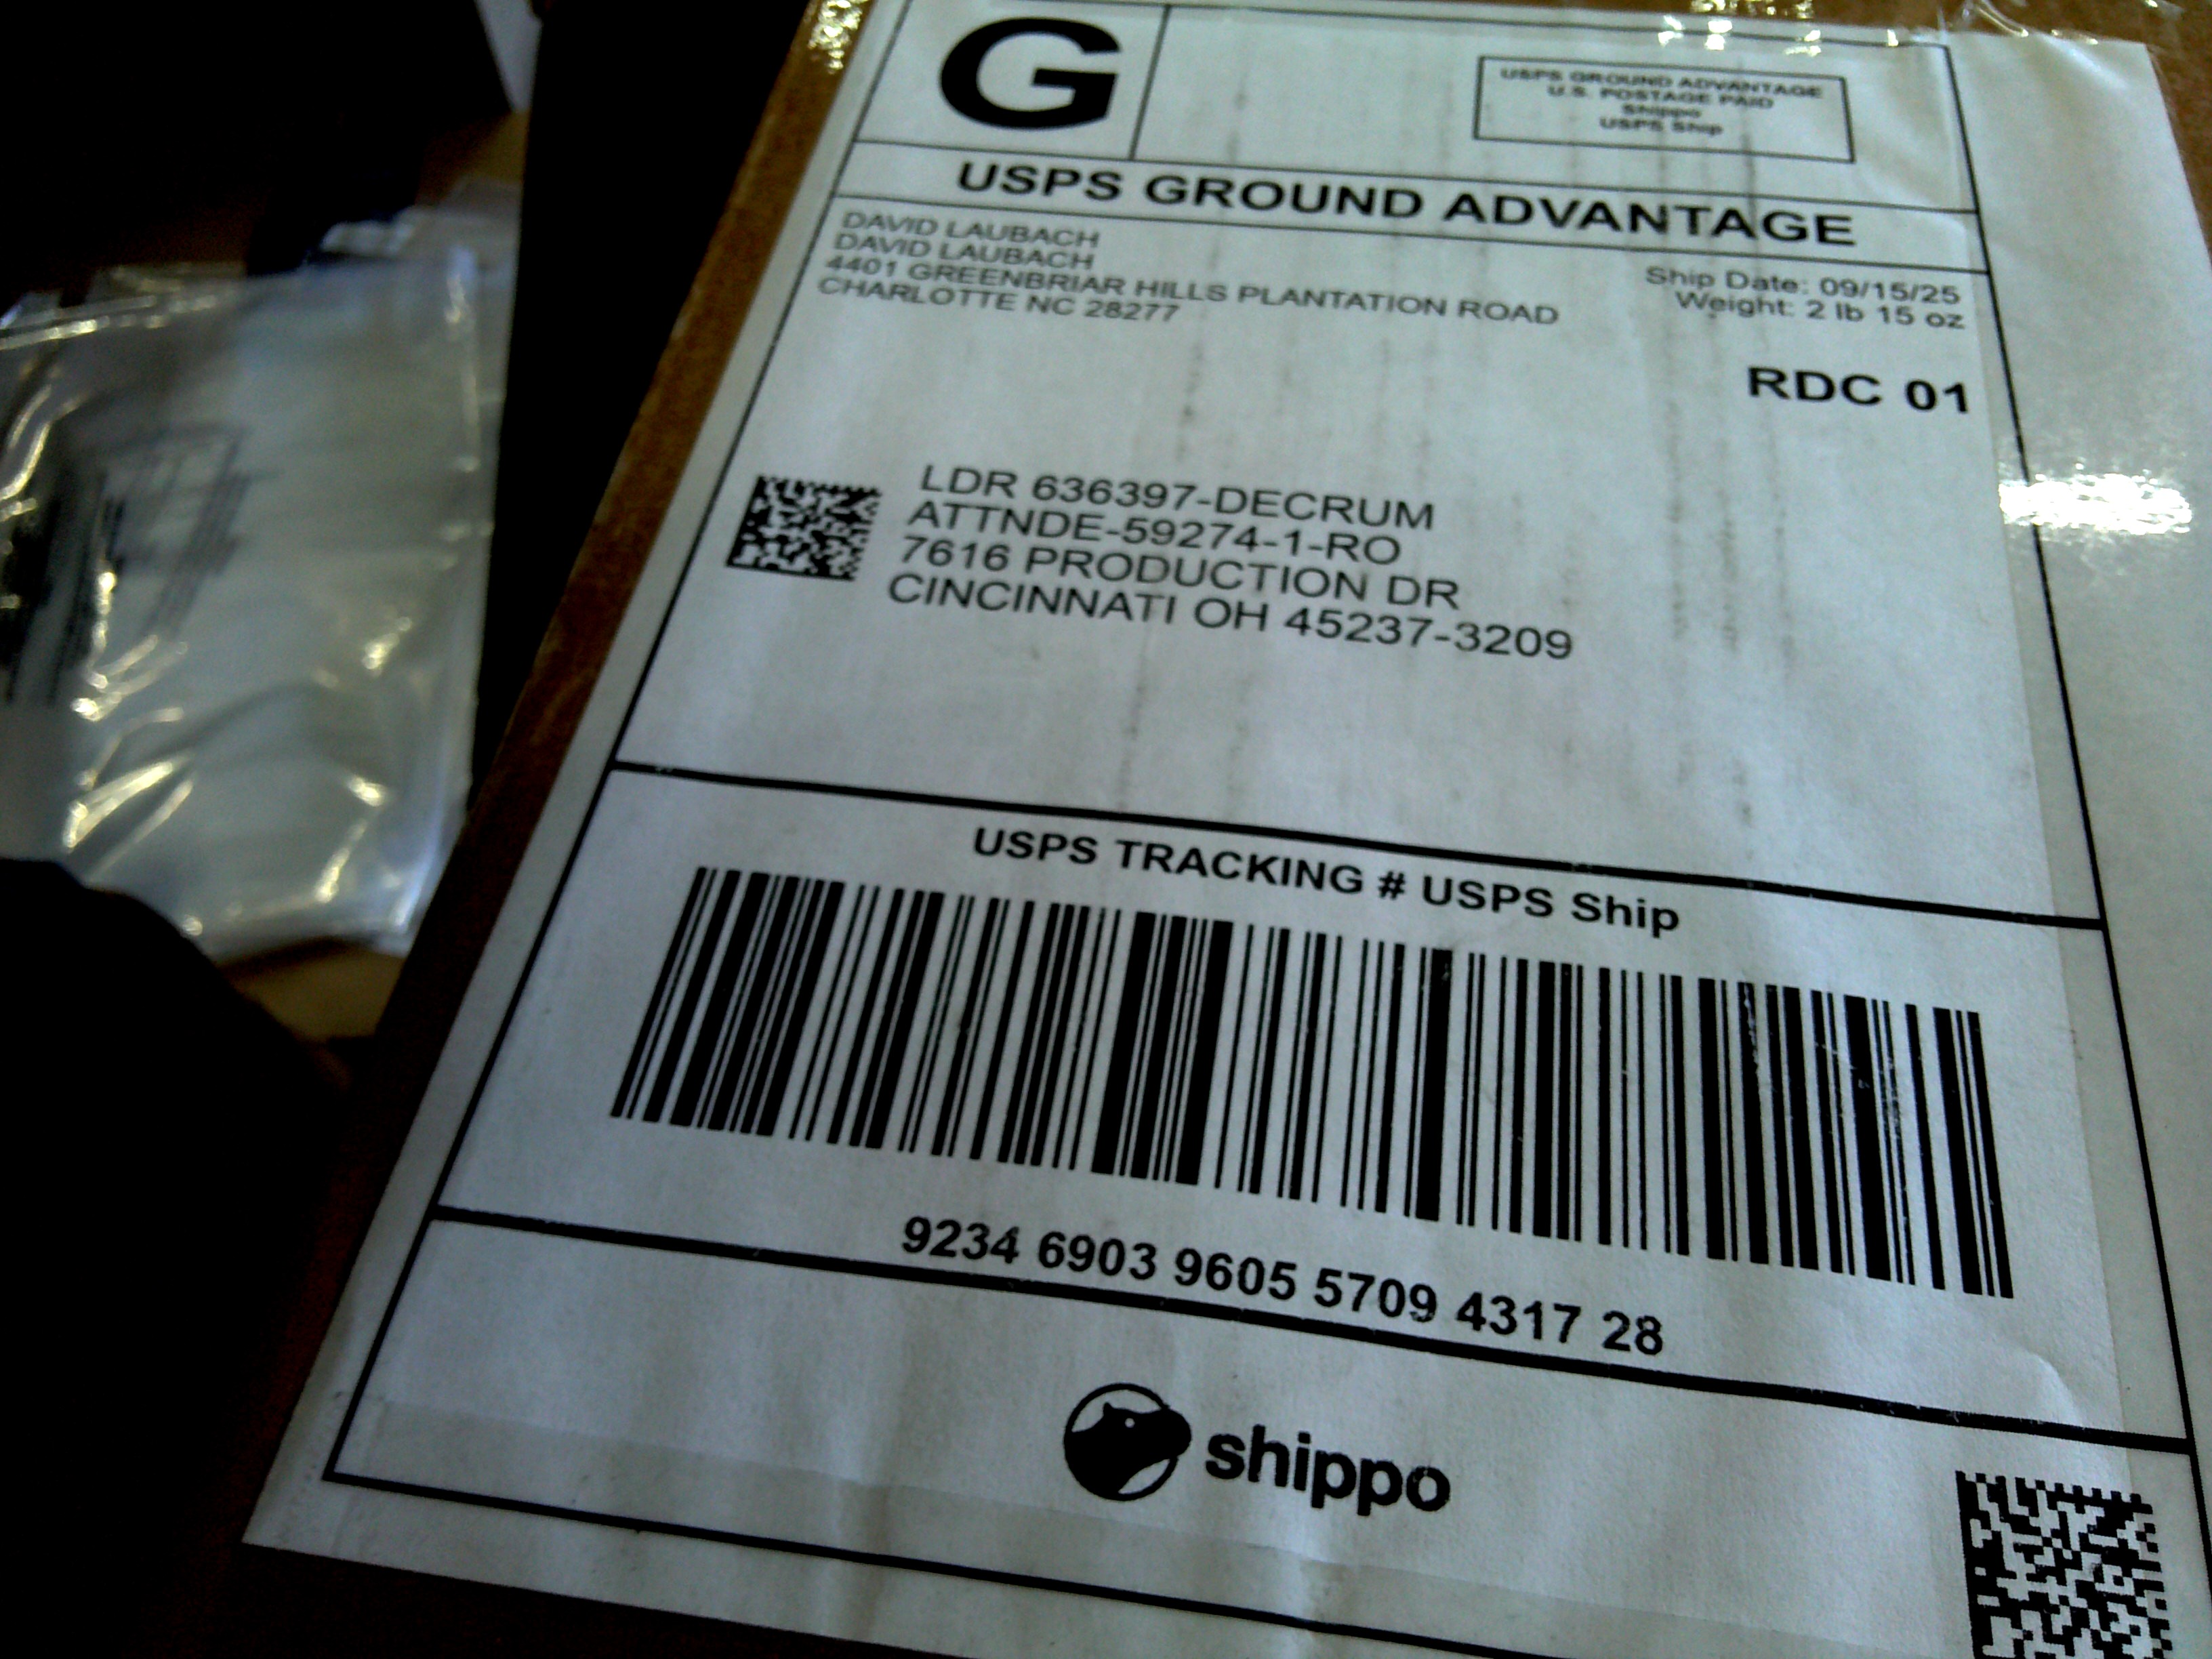 G
USPS GROUND ADVANTAGE
U.S. POSTAGE PAID
Shippo
USPS Ship
USPS GROUND ADVANTAGE
DAVID LAUBACH
DAVID LAUBACH
4401 GREENBRIAR HILLS PLANTATION ROAD
CHARLOTTE NC 28277
Ship Date: 09/15/25
Weight: 2 lb 15 oz
RDC 01
LDR 636397-DECRUM
ATTNDE-59274-1-RO
7616 PRODUCTION DR
CINCINNATI OH 45237-3209
USPS TRACKING # USPS Ship
9234 6903 9605 5709 4317 28
shippo